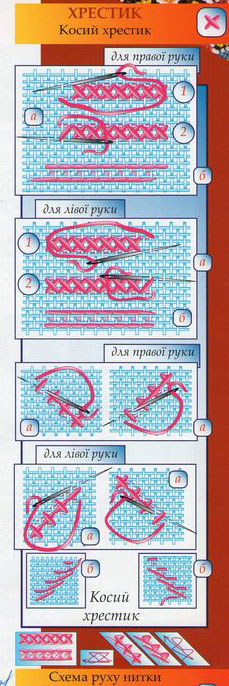 ХРЕСТИК
Косий хрестик
для правої руки
1
а
2
б
для лівої руки
1
а
2
б
для правої руки
а
а
для лівої руки
а
а
б
б
Косий
хрестик
Схема руху нитки